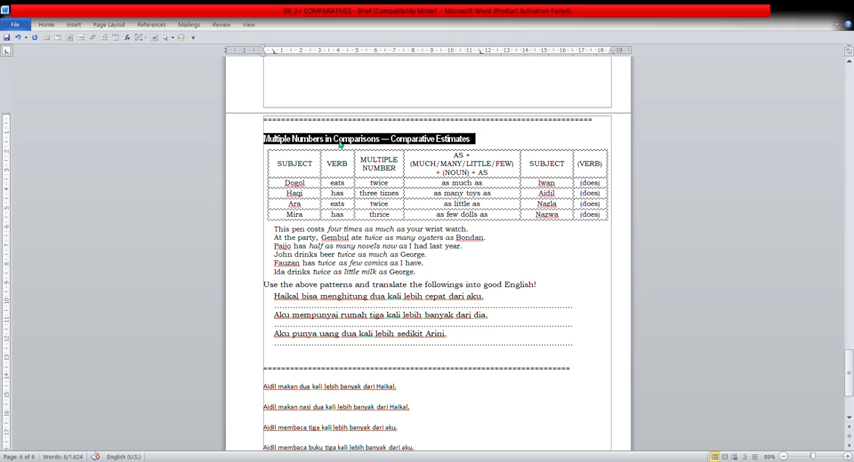 BB-2c COMPARATIVES - Brief [Compatibility Mode] - Microsoft Word (Product Activation Failed)
File Home Insert Page Layout References Mailings Review View
Multiple Numbers in Comparisons — Comparative Estimates
SUBJECT VERB MULTIPLE NUMBER AS + (MUCH/MANY/LITTLE/FEW) + (NOUN) + AS SUBJECT (VERB)
Dogol eats twice as much as Iwan (does)
Haqi has three times as many toys as Aidil (does)
Ara eats twice as little as Nazla (does)
Mira has thrice as few dolls as Nazwa (does)
This pen costs four times as much as your wrist watch.
At the party, Gembul ate twice as many oysters as Bondan.
Paijo has half as many novels now as I had last year.
John drinks beer twice as much as George.
Fauzan has twice as few comics as I have.
Ida drinks twice as little milk as George.
Use the above patterns and translate the followings into good English!
Haikal bisa menghitung dua kali lebih cepat dari aku.
Aku mempunyai rumah tiga kali lebih banyak dari dia.
Aku punya uang dua kali lebih sedikit Arini.
Aidil makan dua kali lebih banyak dari Haikal.
Aidil makan nasi dua kali lebih banyak dari Haikal.
Aidil membaca tiga kali lebih banyak dari aku.
Aidil membaca buku tiga kali lebih banyak dari aku.
Page: 6 of 6 Words: 6/1.624 English (U.S.) 89%